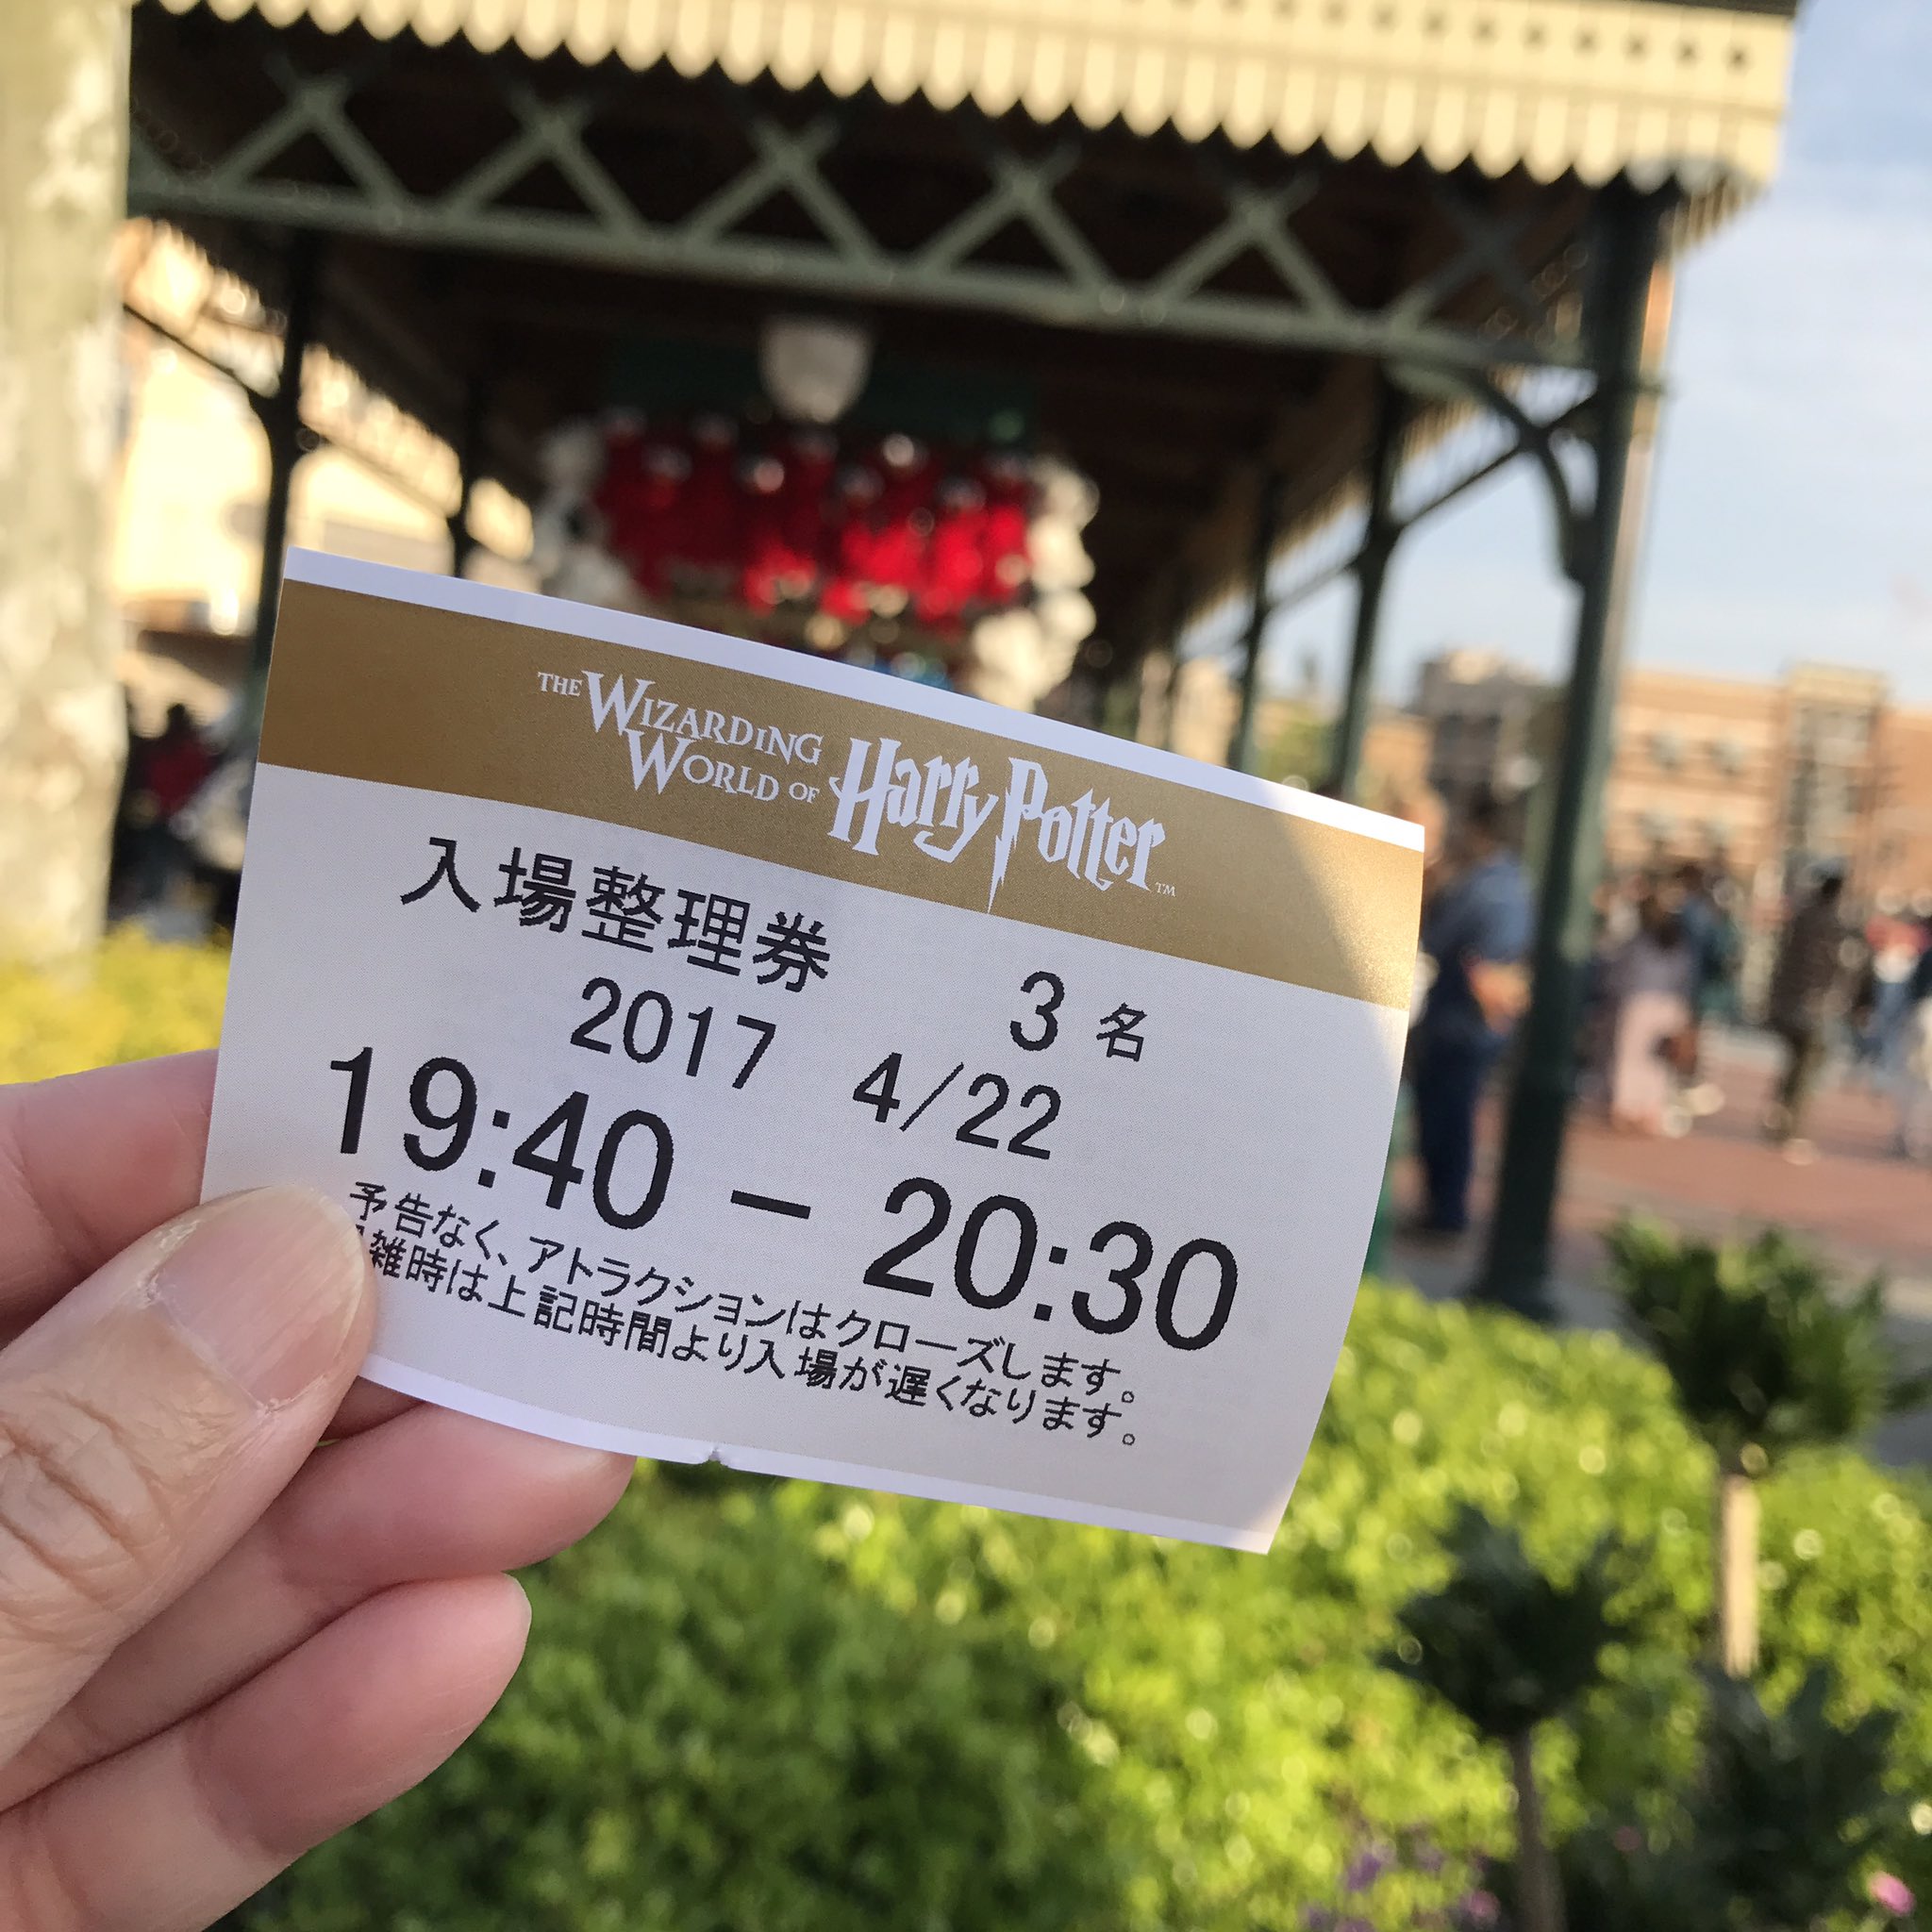 THE WIZARDING
WORLD OF Harry Potter™
入場整理券
3 名
2017 4/22
19:40 － 20:30
予告なく、アトラクションはクローズします。
雑時は上記時間より入場が遅くなります。